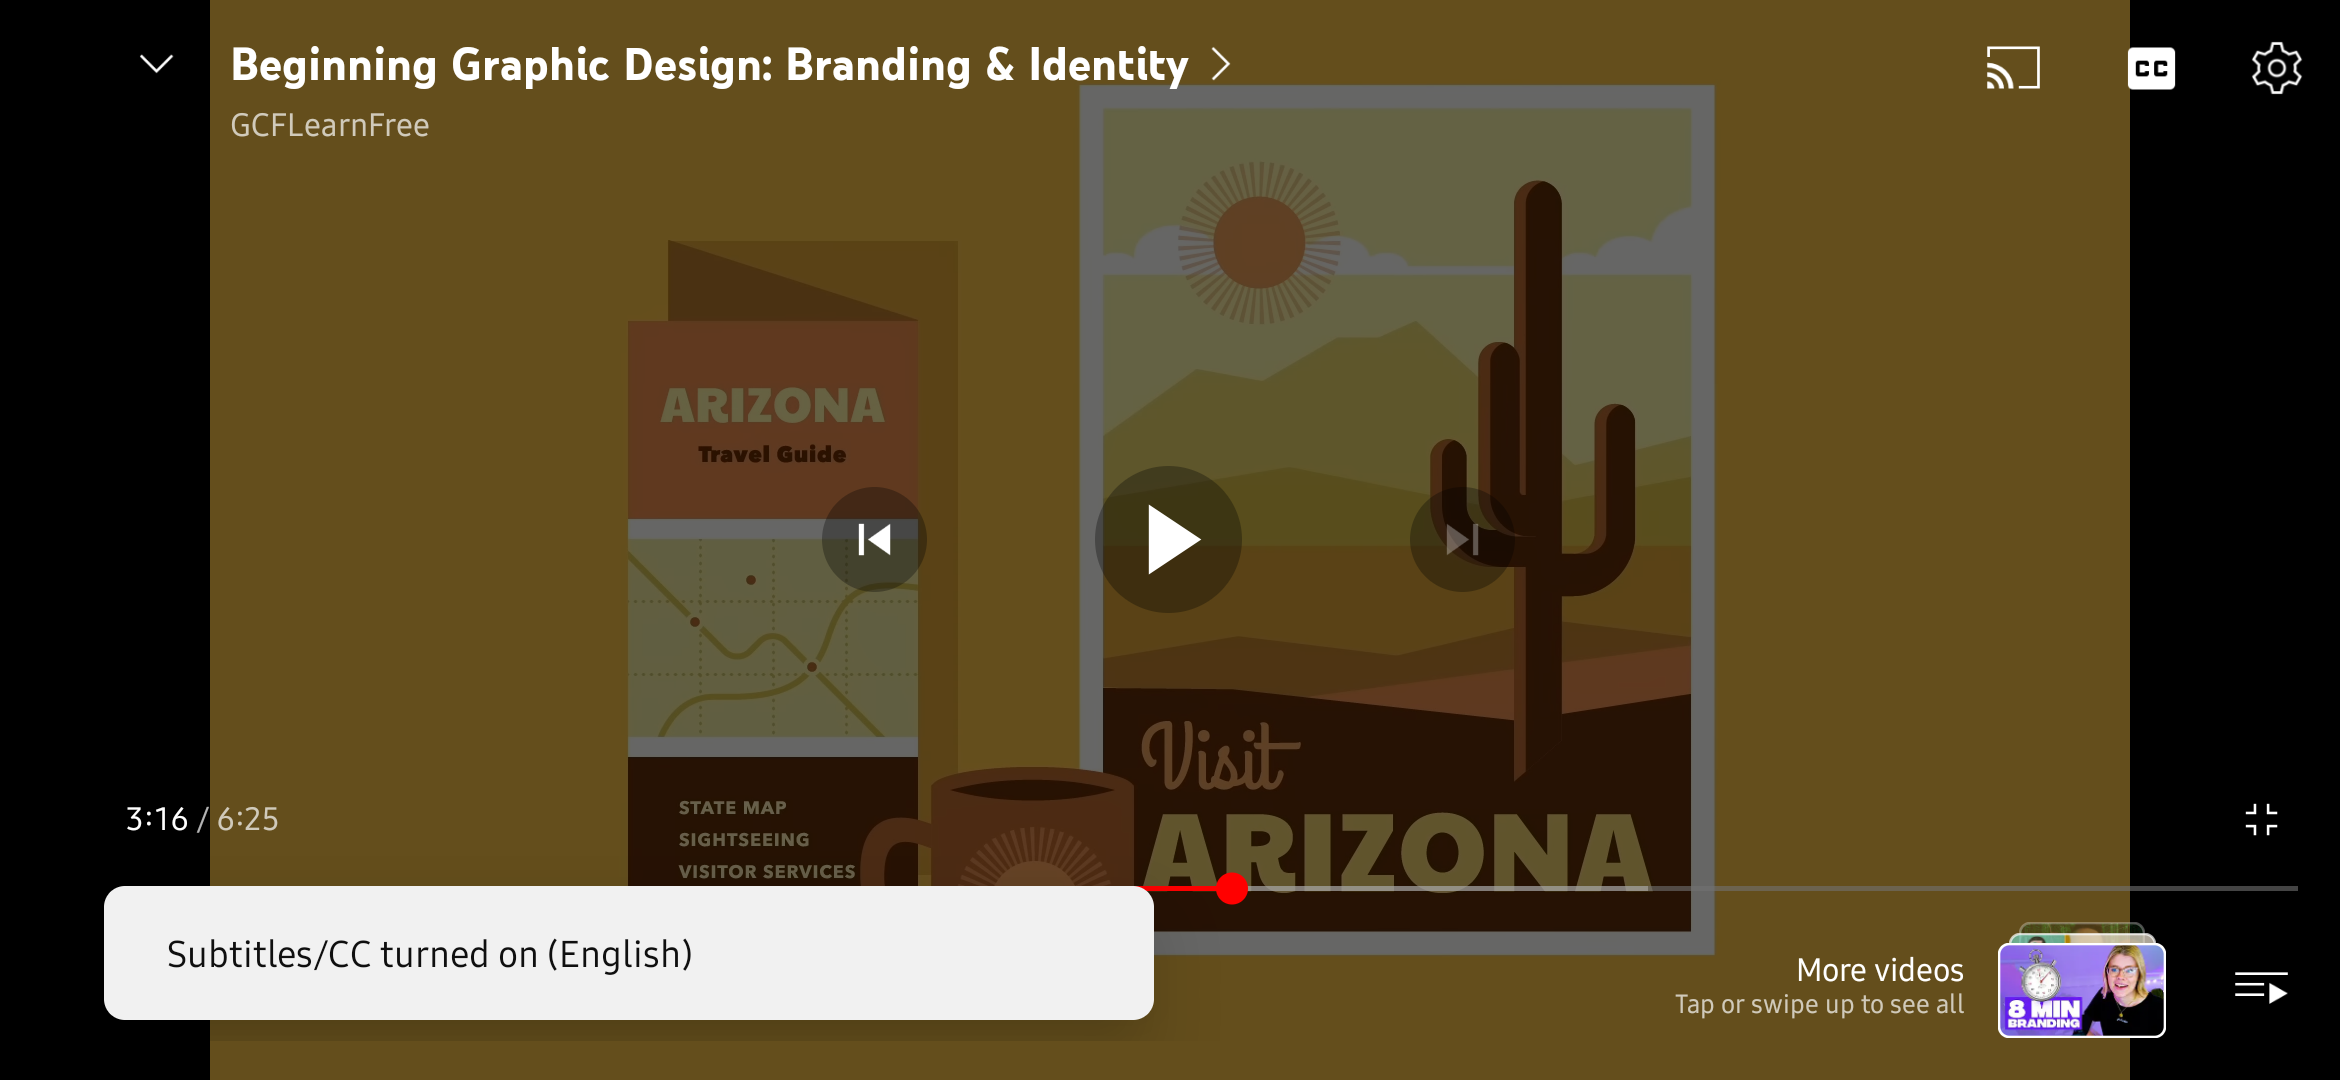 Beginning Graphic Design: Branding & Identity
GCFLearnFree
CC
ARIZONA
Travel Guide
STATE MAP
SIGHTSEEING
VISITOR SERVICES
Visit
ARIZONA
3:16 / 6:25
Subtitles/CC turned on (English)
More videos
Tap or swipe up to see all
8 MIN
BRANDING